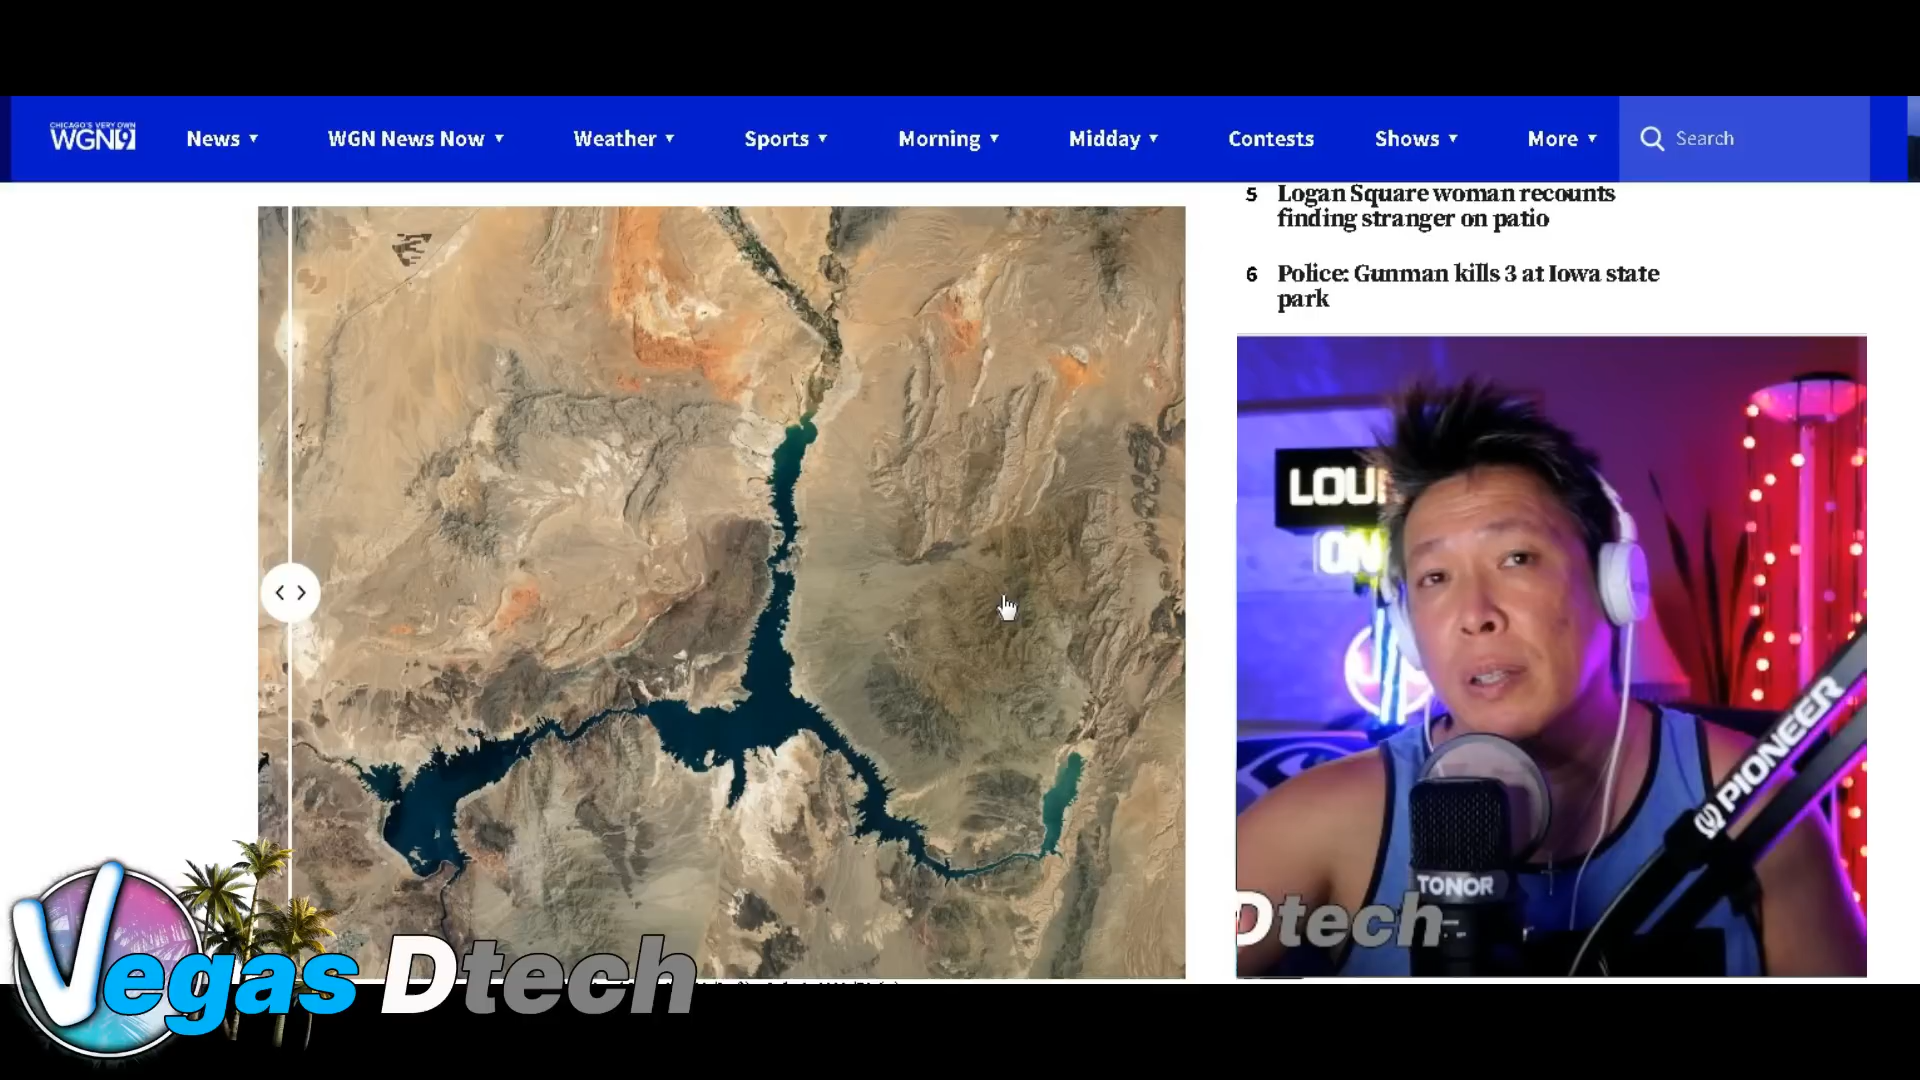 CHICAGO'S VERY OWN
WGN9
News
WGN News Now
Weather
Sports
Morning
Midday
Contests
Shows
More
Search
5 Logan Square woman recounts
finding stranger on patio
6 Police: Gunman kills 3 at Iowa state
park
ON
PIONEER
TONOR
Dtech
Vegas Dtech